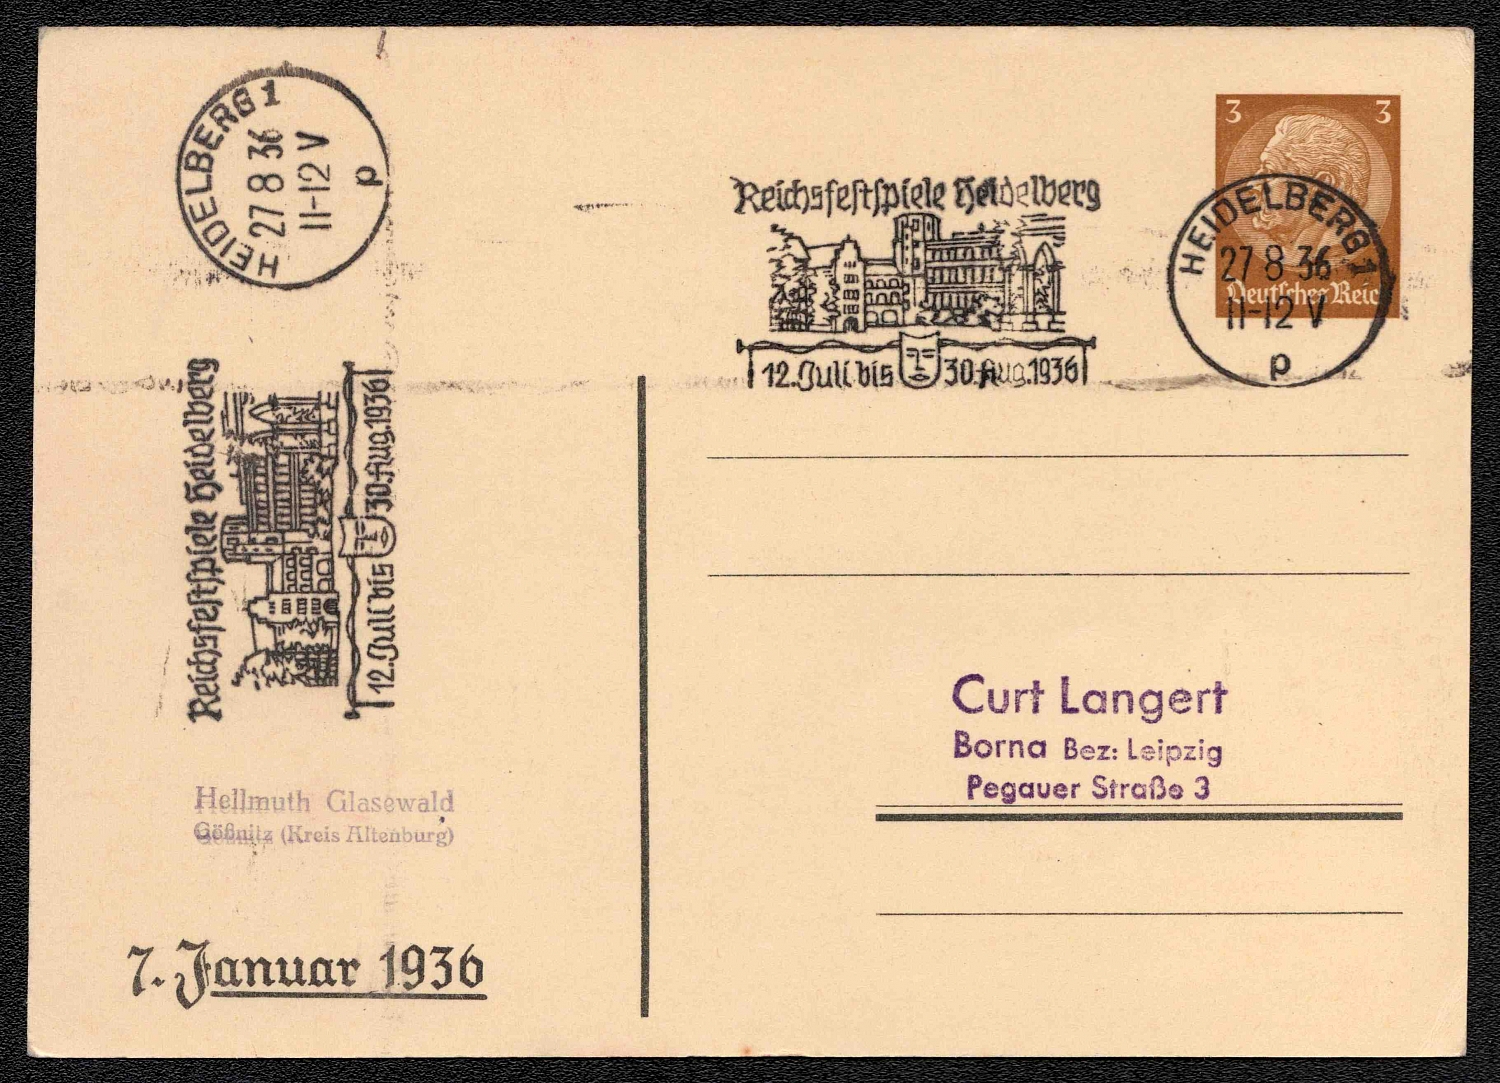 HEIDELBERG 1
27 8 36
11-12 V
p
Reichsfestspiele Heidelberg
12. Juli bis 30. Aug. 1936
3 3
Deutsches Reich
HEIDELBERG 1
27 8 36
11-12 V
p
Reichsfestspiele Heidelberg
12. Juli bis 30. Aug. 1936
Curt Langert
Borna Bez: Leipzig
Pegauer Straße 3
Hellmuth Glasewald
Gößnitz (Kreis Altenburg)
7. Januar 1936